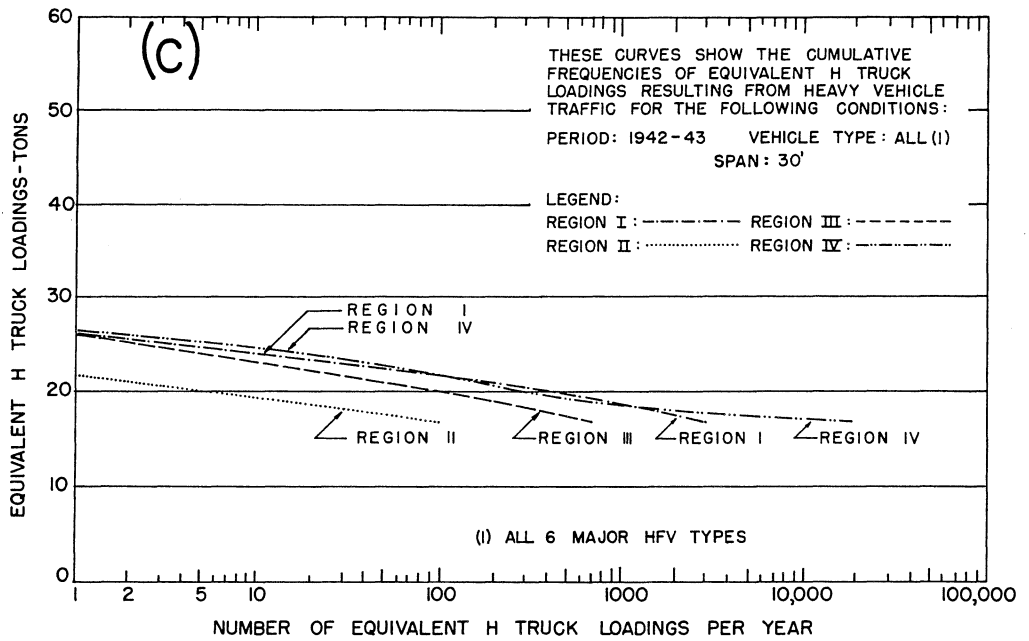 (C)
THESE CURVES SHOW THE CUMULATIVE
FREQUENCIES OF EQUIVALENT H TRUCK
LOADINGS RESULTING FROM HEAVY VEHICLE
TRAFFIC FOR THE FOLLOWING CONDITIONS:
PERIOD: 1942-43 VEHICLE TYPE: ALL (1)
SPAN: 30'
LEGEND:
REGION I: REGION III:
REGION II: REGION IV:
EQUIVALENT H TRUCK LOADINGS-TONS
60
50
40
30
20
10
0
REGION I
REGION IV
REGION II
REGION III
REGION I
REGION IV
(1) ALL 6 MAJOR HFV TYPES
1 2 5 10 100 1000 10,000 100,000
NUMBER OF EQUIVALENT H TRUCK LOADINGS PER YEAR